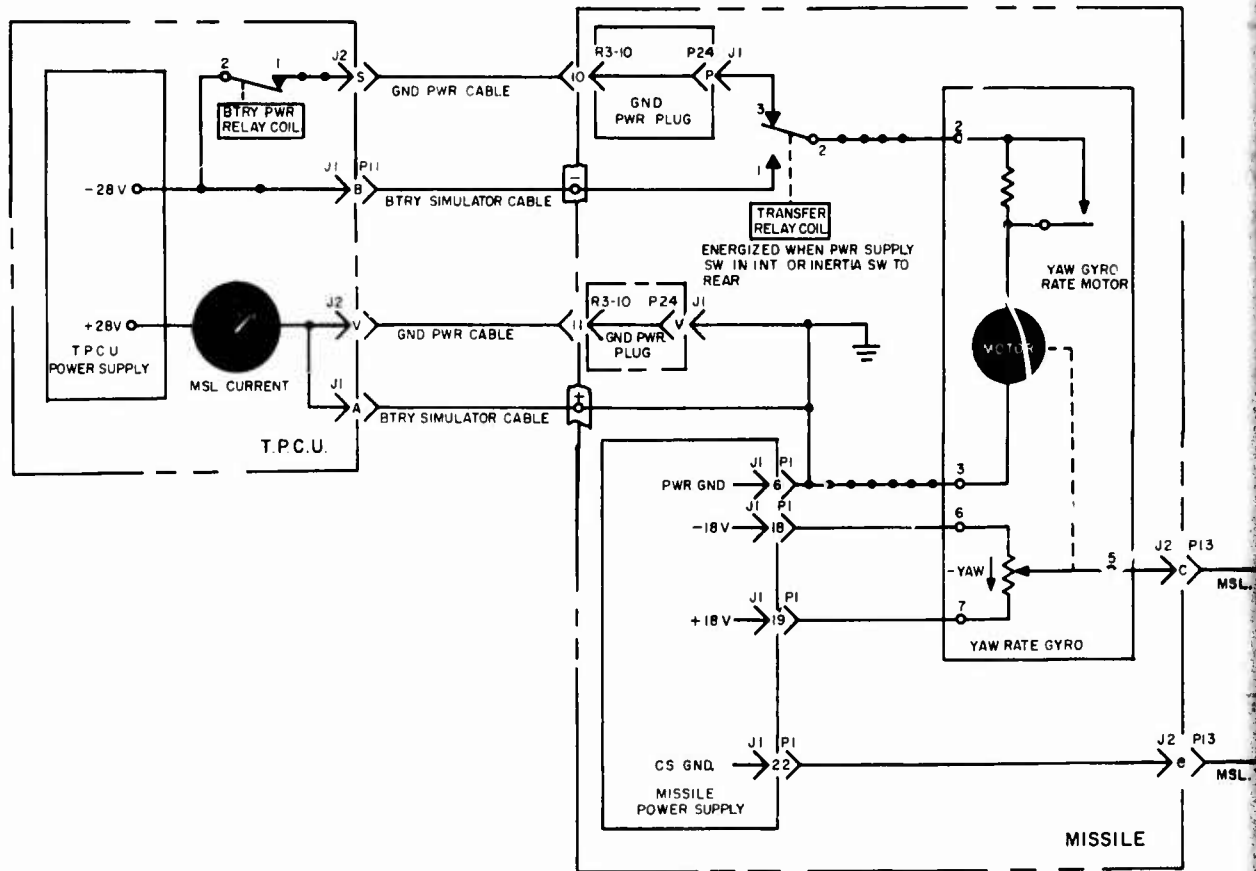 2
1
J2
S
GND PWR CABLE
10
R3-10
P24
J1
P
GND
PWR PLUG
BTRY PWR
RELAY COIL
3
2
1
-28 V
J1
P11
B
BTRY SIMULATOR CABLE
-
TRANSFER
RELAY COIL
ENERGIZED WHEN PWR SUPPLY
SW IN INT OR INERTIA SW TO
REAR
2
YAW GYRO
RATE MOTOR
MOTOR
+28V
T P C U
POWER SUPPLY
MSL CURRENT
J2
V
GND PWR CABLE
11
R3-10
P24
J1
V
GND PWR
PLUG
J1
A
BTRY SIMULATOR CABLE
+
T.P.C.U.
PWR GND
J1
P1
6
3
-18V
J1
P1
18
6
-YAW
5
J2
P13
C
MSL.
+18V
J1
P1
19
7
YAW RATE GYRO
CS GND.
J1
P1
22
J2
P13
e
MSL.
MISSILE
POWER SUPPLY
MISSILE